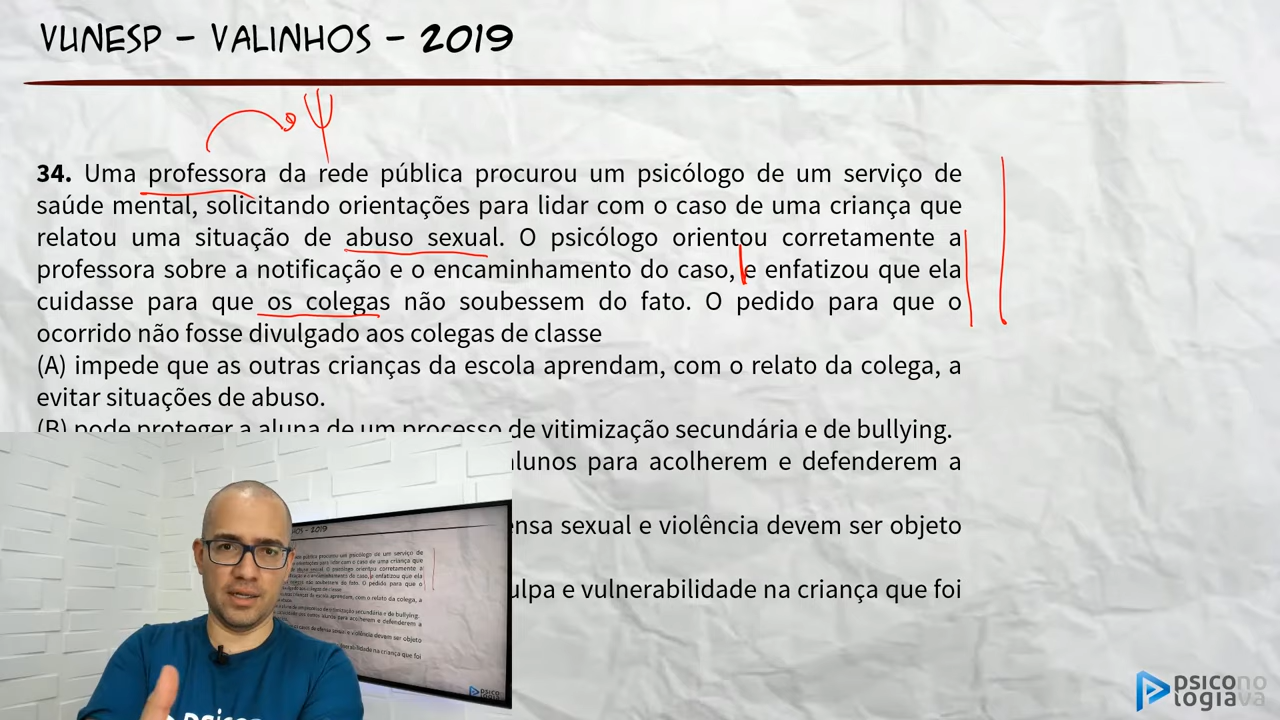 VUNESP - VALINHOS - 2019
Ψ
34. Uma professora da rede pública procurou um psicólogo de um serviço de
saúde mental, solicitando orientações para lidar com o caso de uma criança que
relatou uma situação de abuso sexual. O psicólogo orientou corretamente a
professora sobre a notificação e o encaminhamento do caso, e enfatizou que ela
cuidasse para que os colegas não soubessem do fato. O pedido para que o
ocorrido não fosse divulgado aos colegas de classe
(A) impede que as outras crianças da escola aprendam, com o relato da colega, a
evitar situações de abuso.
(B) pode proteger a aluna de um processo de vitimização secundária e de bullying.
alunos para acolherem e defenderem a
ensa sexual e violência devem ser objeto
ulpa e vulnerabilidade na criança que foi
psicono
logiava